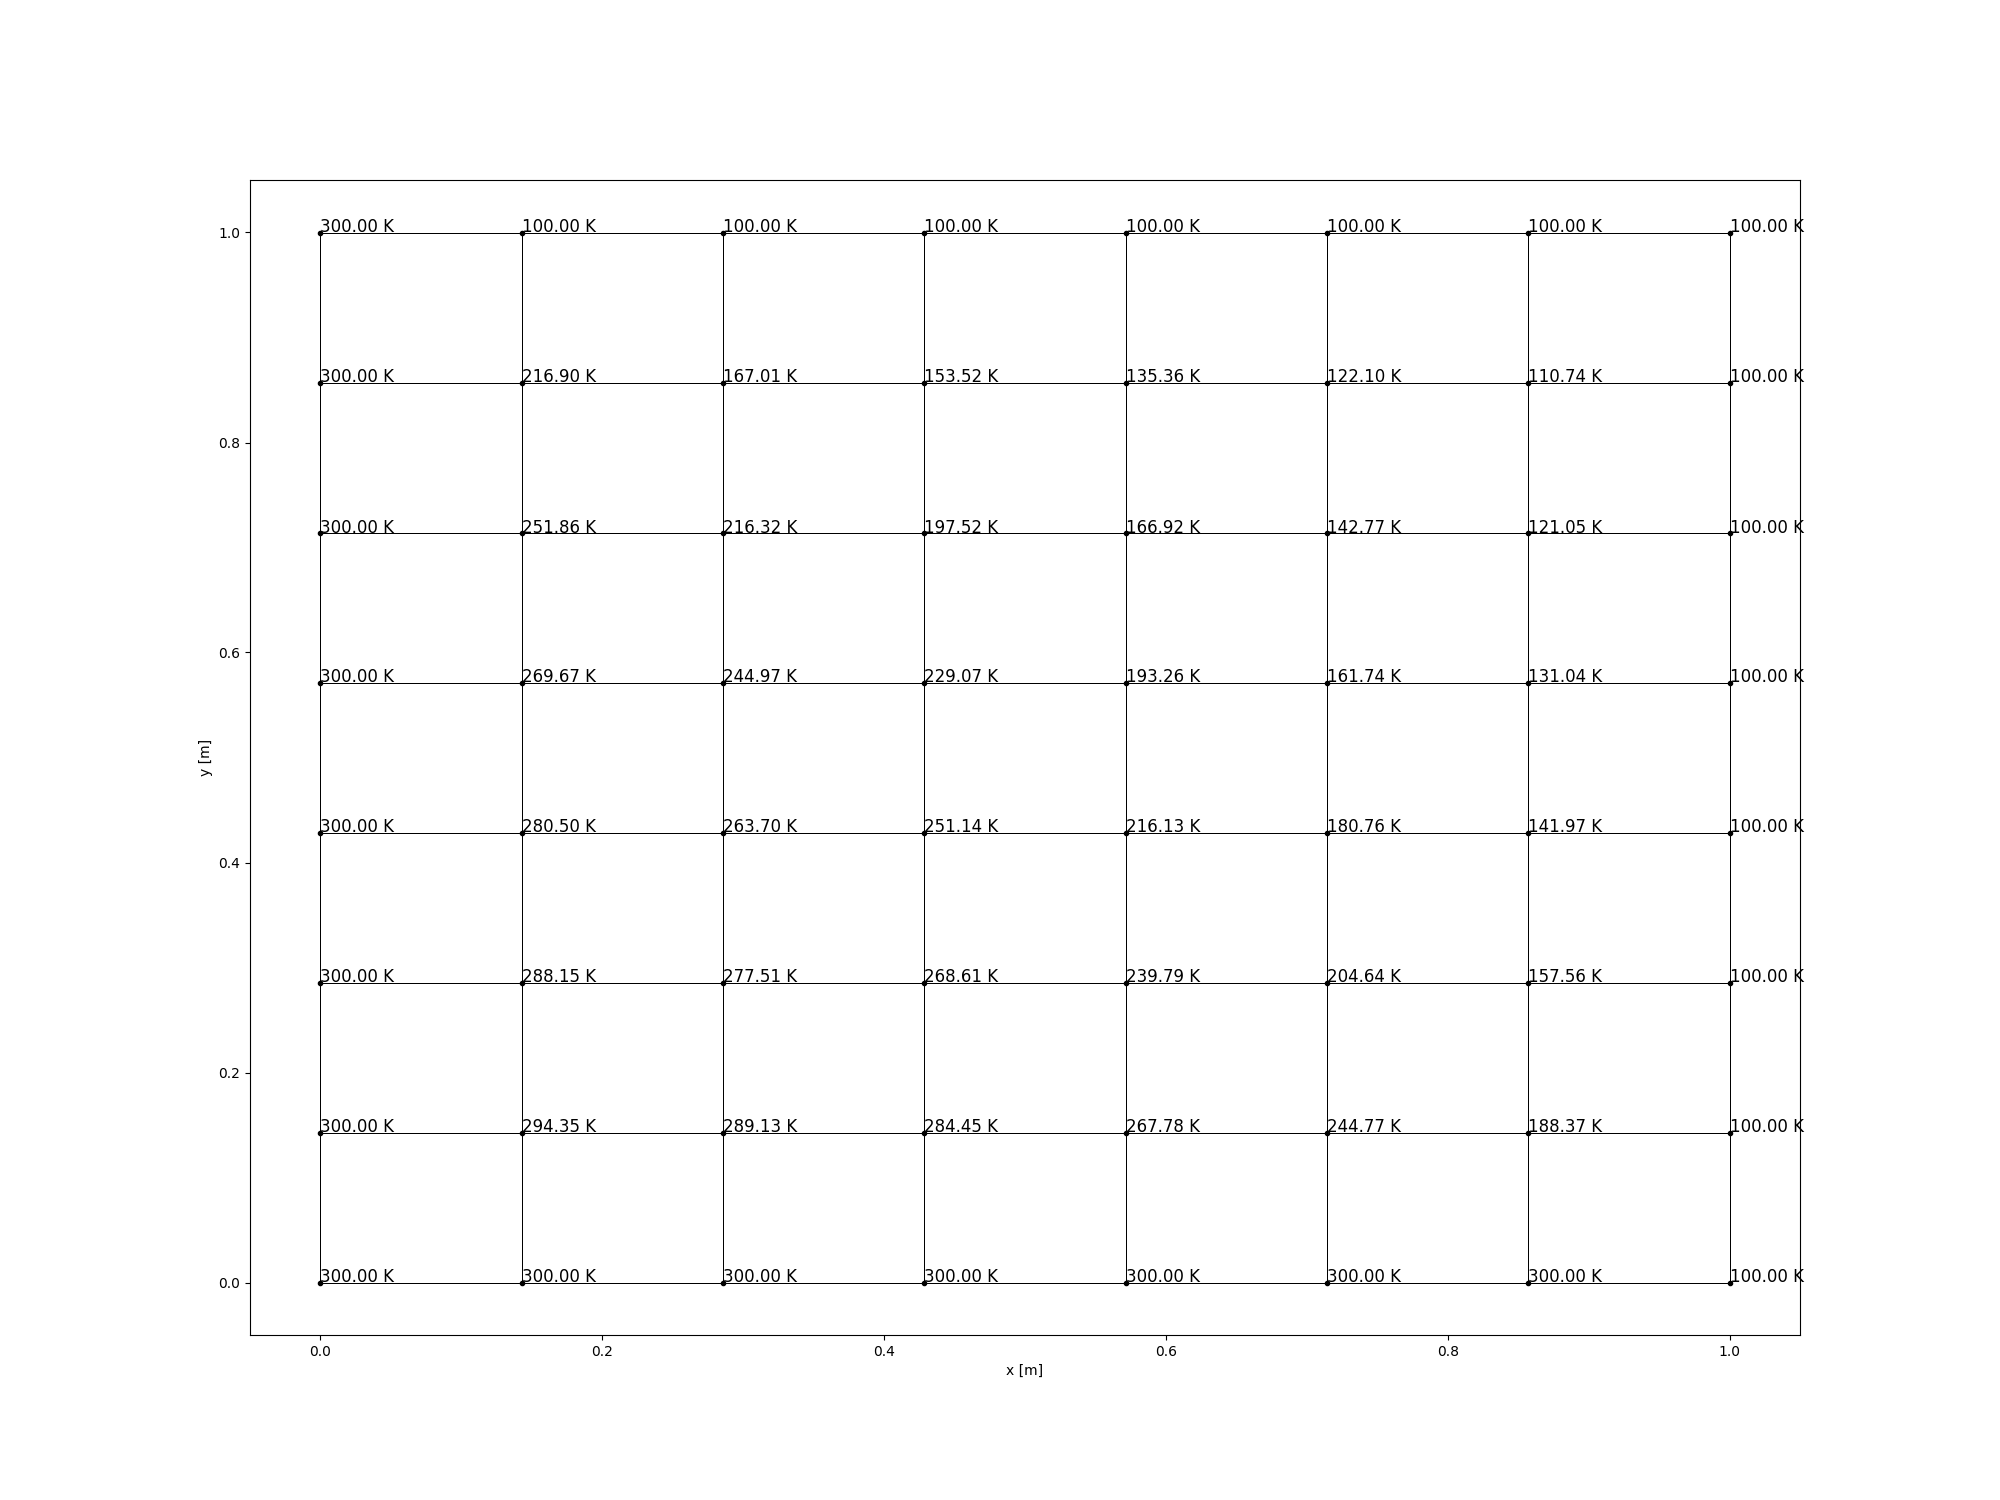 1.0 300.00 K 100.00 K 100.00 K 100.00 K 100.00 K 100.00 K 100.00 K 100.00 K
300.00 K 216.90 K 167.01 K 153.52 K 135.36 K 122.10 K 110.74 K 100.00 K
0.8
300.00 K 251.86 K 216.32 K 197.52 K 166.92 K 142.77 K 121.05 K 100.00 K
0.6
300.00 K 269.67 K 244.97 K 229.07 K 193.26 K 161.74 K 131.04 K 100.00 K
y [m]
300.00 K 280.50 K 263.70 K 251.14 K 216.13 K 180.76 K 141.97 K 100.00 K
0.4
300.00 K 288.15 K 277.51 K 268.61 K 239.79 K 204.64 K 157.56 K 100.00 K
0.2
300.00 K 294.35 K 289.13 K 284.45 K 267.78 K 244.77 K 188.37 K 100.00 K
0.0 300.00 K 300.00 K 300.00 K 300.00 K 300.00 K 300.00 K 300.00 K 100.00 K
0.0 0.2 0.4 0.6 0.8 1.0
x [m]